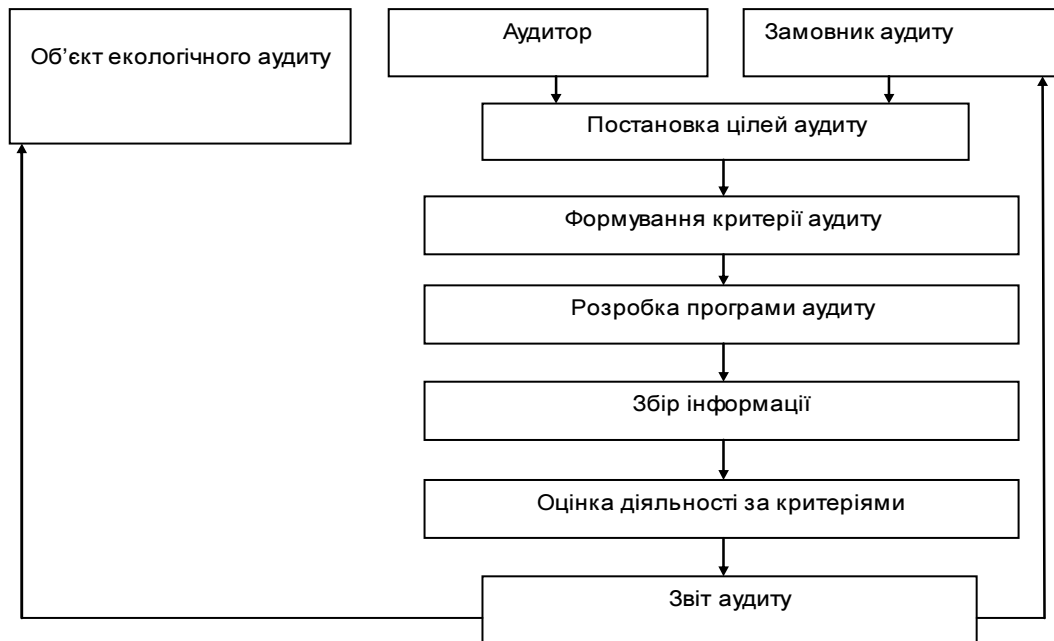 Об’єкт екологічного аудиту
Аудитор
Замовник аудиту
Постановка цілей аудиту
Формування критерії аудиту
Розробка програми аудиту
Збір інформації
Оцінка діяльності за критеріями
Звіт аудиту